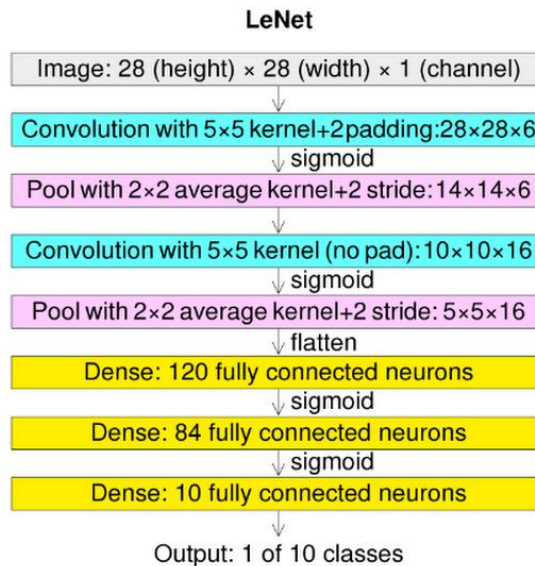 LeNet
Image: 28 (height) × 28 (width) × 1 (channel)
Convolution with 5×5 kernel+2padding:28×28×6
sigmoid
Pool with 2×2 average kernel+2 stride:14×14×6
Convolution with 5×5 kernel (no pad):10×10×16
sigmoid
Pool with 2×2 average kernel+2 stride: 5×5×16
flatten
Dense: 120 fully connected neurons
sigmoid
Dense: 84 fully connected neurons
sigmoid
Dense: 10 fully connected neurons
Output: 1 of 10 classes